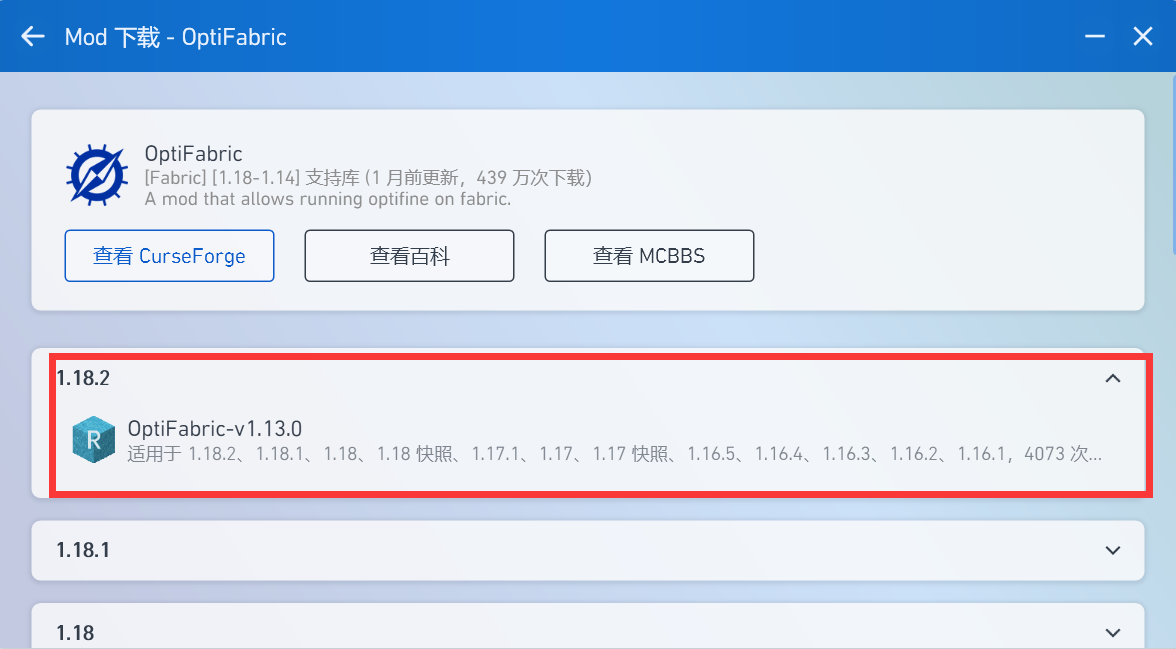 Mod 下载 - OptiFabric
OptiFabric
[Fabric] [1.18-1.14] 支持库 (1 月前更新，439 万次下载)
A mod that allows running optifine on fabric.
查看 CurseForge
查看百科
查看 MCBBS
1.18.2
R
OptiFabric-v1.13.0
适用于 1.18.2、1.18.1、1.18、1.18 快照、1.17.1、1.17、1.17 快照、1.16.5、1.16.4、1.16.3、1.16.2、1.16.1，4073 次...
1.18.1
1.18